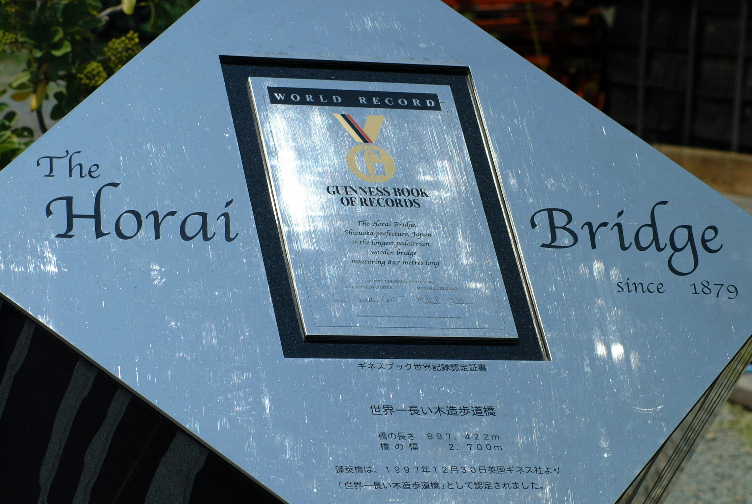 The
Horai
Bridge
since 1879
WORLD RECORD
GUINNESS BOOK
OF RECORDS
The Horai Bridge,
Shizuoka prefecture, Japan
is the longest pedestrian
wooden bridge
measuring 897 metres long
ギネスブック世界記録認定証書
世界一長い木造歩道橋
橋の長さ 897.422m
橋の幅 2.700m
蓬莱橋は、1997年12月30日英国ギネス社より
「世界一長い木造歩道橋」として認定されました。